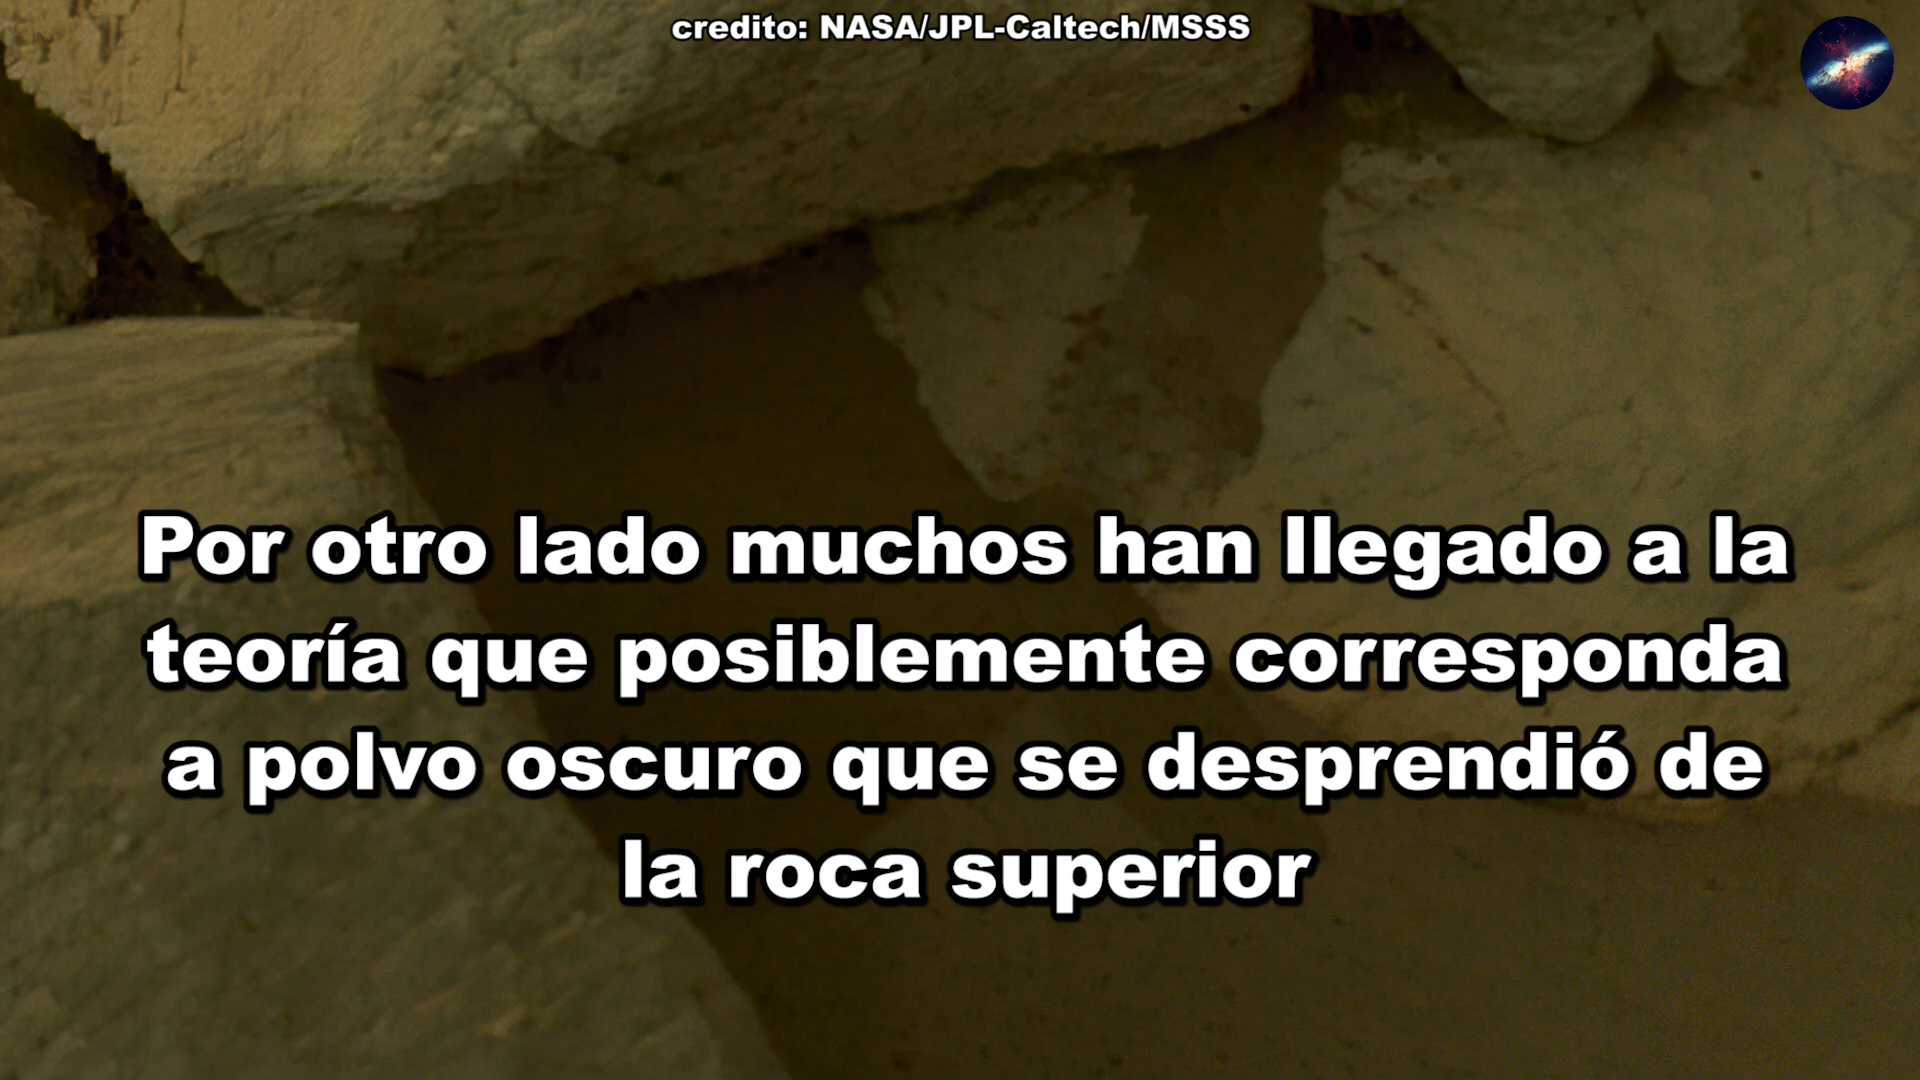 credito: NASA/JPL-Caltech/MSSS
Por otro lado muchos han llegado a la
teoría que posiblemente corresponda
a polvo oscuro que se desprendió de
la roca superior